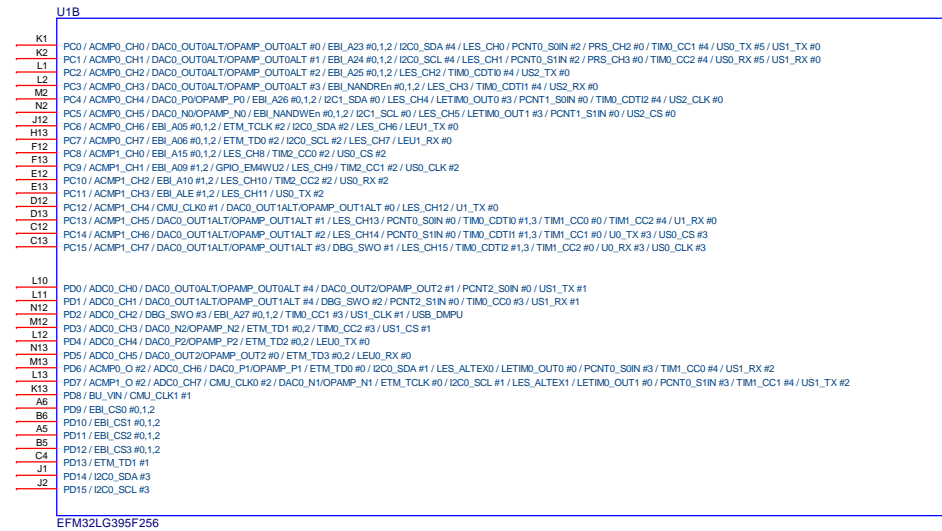 U1B
K1 PC0 / ACMP0_CH0 / DAC0_OUT0ALT/OPAMP_OUT0ALT #0 / EBI_A23 #0,1,2 / I2C0_SDA #4 / LES_CH0 / PCNT0_S0IN #2 / PRS_CH2 #0 / TIM0_CC1 #4 / US0_TX #5 / US1_TX #0
K2 PC1 / ACMP0_CH1 / DAC0_OUT0ALT/OPAMP_OUT0ALT #1 / EBI_A24 #0,1,2 / I2C0_SCL #4 / LES_CH1 / PCNT0_S1IN #2 / PRS_CH3 #0 / TIM0_CC2 #4 / US0_RX #5 / US1_RX #0
L1 PC2 / ACMP0_CH2 / DAC0_OUT0ALT/OPAMP_OUT0ALT #2 / EBI_A25 #0,1,2 / LES_CH2 / TIM0_CDTI0 #4 / US2_TX #0
L2 PC3 / ACMP0_CH3 / DAC0_OUT0ALT/OPAMP_OUT0ALT #3 / EBI_NANDREn #0,1,2 / LES_CH3 / TIM0_CDTI1 #4 / US2_RX #0
M2 PC4 / ACMP0_CH4 / DAC0_P0/OPAMP_P0 / EBI_A26 #0,1,2 / I2C1_SDA #0 / LES_CH4 / LETIM0_OUT0 #3 / PCNT1_S0IN #0 / TIM0_CDTI2 #4 / US2_CLK #0
N2 PC5 / ACMP0_CH5 / DAC0_N0/OPAMP_N0 / EBI_NANDWEn #0,1,2 / I2C1_SCL #0 / LES_CH5 / LETIM0_OUT1 #3 / PCNT1_S1IN #0 / US2_CS #0
J12 PC6 / ACMP0_CH6 / EBI_A05 #0,1,2 / ETM_TCLK #2 / I2C0_SDA #2 / LES_CH6 / LEU1_TX #0
H13 PC7 / ACMP0_CH7 / EBI_A06 #0,1,2 / ETM_TD0 #2 / I2C0_SCL #2 / LES_CH7 / LEU1_RX #0
F12 PC8 / ACMP1_CH0 / EBI_A15 #0,1,2 / LES_CH8 / TIM2_CC0 #2 / US0_CS #2
F13 PC9 / ACMP1_CH1 / EBI_A09 #1,2 / GPIO_EM4WU2 / LES_CH9 / TIM2_CC1 #2 / US0_CLK #2
E12 PC10 / ACMP1_CH2 / EBI_A10 #1,2 / LES_CH10 / TIM2_CC2 #2 / US0_RX #2
E13 PC11 / ACMP1_CH3 / EBI_ALE #1,2 / LES_CH11 / US0_TX #2
D12 PC12 / ACMP1_CH4 / CMU_CLK0 #1 / DAC0_OUT1ALT/OPAMP_OUT1ALT #0 / LES_CH12 / U1_TX #0
D13 PC13 / ACMP1_CH5 / DAC0_OUT1ALT/OPAMP_OUT1ALT #1 / LES_CH13 / PCNT0_S0IN #0 / TIM0_CDTI0 #1,3 / TIM1_CC0 #0 / TIM1_CC2 #4 / U1_RX #0
C12 PC14 / ACMP1_CH6 / DAC0_OUT1ALT/OPAMP_OUT1ALT #2 / LES_CH14 / PCNT0_S1IN #0 / TIM0_CDTI1 #1,3 / TIM1_CC1 #0 / U0_TX #3 / US0_CS #3
C13 PC15 / ACMP1_CH7 / DAC0_OUT1ALT/OPAMP_OUT1ALT #3 / DBG_SWO #1 / LES_CH15 / TIM0_CDTI2 #1,3 / TIM1_CC2 #0 / U0_RX #3 / US0_CLK #3
L10 PD0 / ADC0_CH0 / DAC0_OUT0ALT/OPAMP_OUT0ALT #4 / DAC0_OUT2/OPAMP_OUT2 #1 / PCNT2_S0IN #0 / US1_TX #1
L11 PD1 / ADC0_CH1 / DAC0_OUT1ALT/OPAMP_OUT1ALT #4 / DBG_SWO #2 / PCNT2_S1IN #0 / TIM0_CC0 #3 / US1_RX #1
N12 PD2 / ADC0_CH2 / DBG_SWO #3 / EBI_A27 #0,1,2 / TIM0_CC1 #3 / US1_CLK #1 / USB_DMPU
M12 PD3 / ADC0_CH3 / DAC0_N2/OPAMP_N2 / ETM_TD1 #0,2 / TIM0_CC2 #3 / US1_CS #1
L12 PD4 / ADC0_CH4 / DAC0_P2/OPAMP_P2 / ETM_TD2 #0,2 / LEU0_TX #0
N13 PD5 / ADC0_CH5 / DAC0_OUT2/OPAMP_OUT2 #0 / ETM_TD3 #0,2 / LEU0_RX #0
M13 PD6 / ACMP0_O #2 / ADC0_CH6 / DAC0_P1/OPAMP_P1 / ETM_TD0 #0 / I2C0_SDA #1 / LES_ALTEX0 / LETIM0_OUT0 #0 / PCNT0_S0IN #3 / TIM1_CC0 #4 / US1_RX #2
L13 PD7 / ACMP1_O #2 / ADC0_CH7 / CMU_CLK0 #2 / DAC0_N1/OPAMP_N1 / ETM_TCLK #0 / I2C0_SCL #1 / LES_ALTEX1 / LETIM0_OUT1 #0 / PCNT0_S1IN #3 / TIM1_CC1 #4 / US1_TX #2
K13 PD8 / BU_VIN / CMU_CLK1 #1
A6 PD9 / EBI_CS0 #0,1,2
B6 PD10 / EBI_CS1 #0,1,2
A5 PD11 / EBI_CS2 #0,1,2
B5 PD12 / EBI_CS3 #0,1,2
C4 PD13 / ETM_TD1 #1
J1 PD14 / I2C0_SDA #3
J2 PD15 / I2C0_SCL #3
EFM32LG395F256